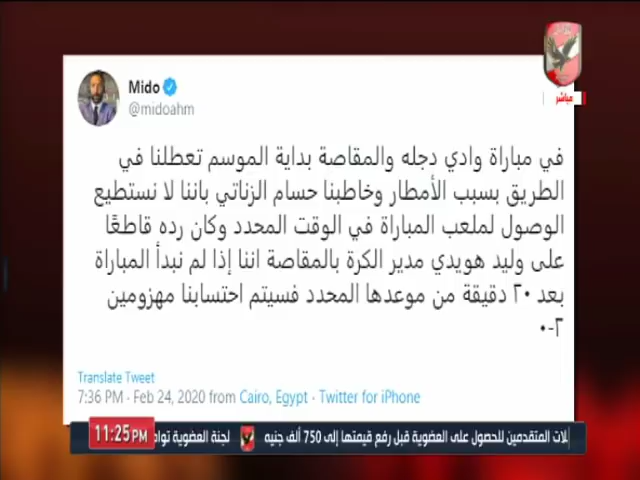 مباشر
Mido
@midoahm
في مباراة وادي دجله والمقاصة بداية الموسم تعطلنا في
الطريق بسبب الأمطار وخاطبنا حسام الزناتي باننا لا نستطيع
الوصول لملعب المباراة في الوقت المحدد وكان رده قاطعًا
على وليد هويدي مدير الكرة بالمقاصة اننا إذا لم نبدأ المباراة
بعد ٢٠ دقيقة من موعدها المحدد فسيتم احتسابنا مهزومين
٢-٠
Translate Tweet
7:36 PM · Feb 24, 2020 from Cairo, Egypt · Twitter for iPhone
11:25 PM
لات المتقدمين للحصول على العضوية قبل رفع قيمتها إلى 750 ألف جنيه لجنة العضوية تواص